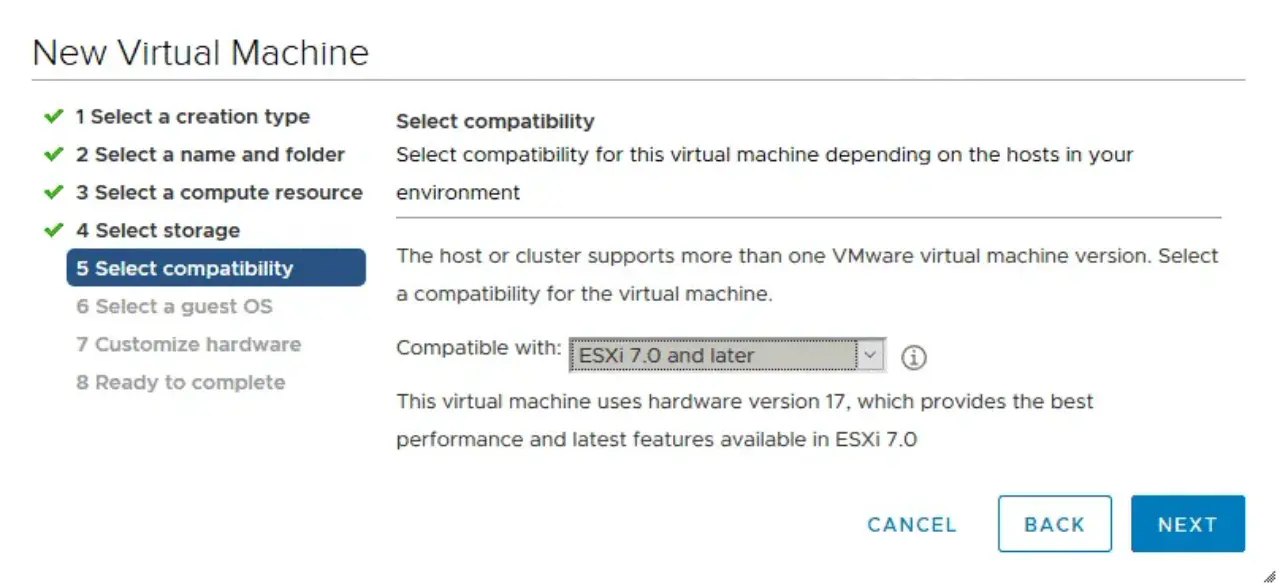 New Virtual Machine
1 Select a creation type
2 Select a name and folder
3 Select a compute resource
4 Select storage
5 Select compatibility
6 Select a guest OS
7 Customize hardware
8 Ready to complete
Select compatibility
Select compatibility for this virtual machine depending on the hosts in your
environment
The host or cluster supports more than one VMware virtual machine version. Select
a compatibility for the virtual machine.
Compatible with: ESXi 7.0 and later
This virtual machine uses hardware version 17, which provides the best
performance and latest features available in ESXi 7.0
CANCEL BACK NEXT